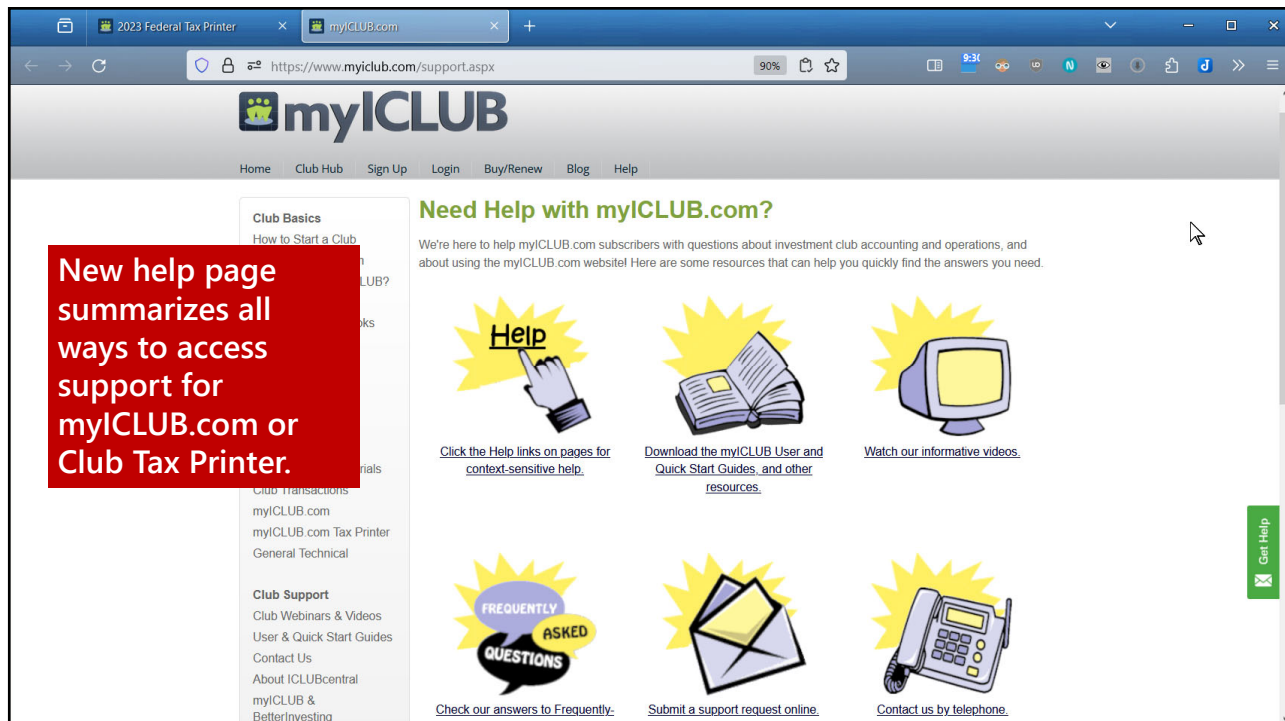 2023 Federal Tax Printer
myICLUB.com
https://www.myiclub.com/support.aspx
90%
myICLUB
Home Club Hub Sign Up Login Buy/Renew Blog Help
Club Basics
How to Start a Club
LUB?
oks
rials
Club Transactions
myICLUB.com
myICLUB.com Tax Printer
General Technical
Club Support
Club Webinars & Videos
User & Quick Start Guides
Contact Us
About ICLUBcentral
myICLUB &
BetterInvesting
New help page
summarizes all
ways to access
support for
myICLUB.com or
Club Tax Printer.
Need Help with myICLUB.com?
We're here to help myICLUB.com subscribers with questions about investment club accounting and operations, and
about using the myICLUB.com website! Here are some resources that can help you quickly find the answers you need.
Help
Click the Help links on pages for
context-sensitive help.
Download the myICLUB User and
Quick Start Guides, and other
resources.
Watch our informative videos.
FREQUENTLY
ASKED
QUESTIONS
Check our answers to Frequently-
Submit a support request online.
Contact us by telephone.
Get Help